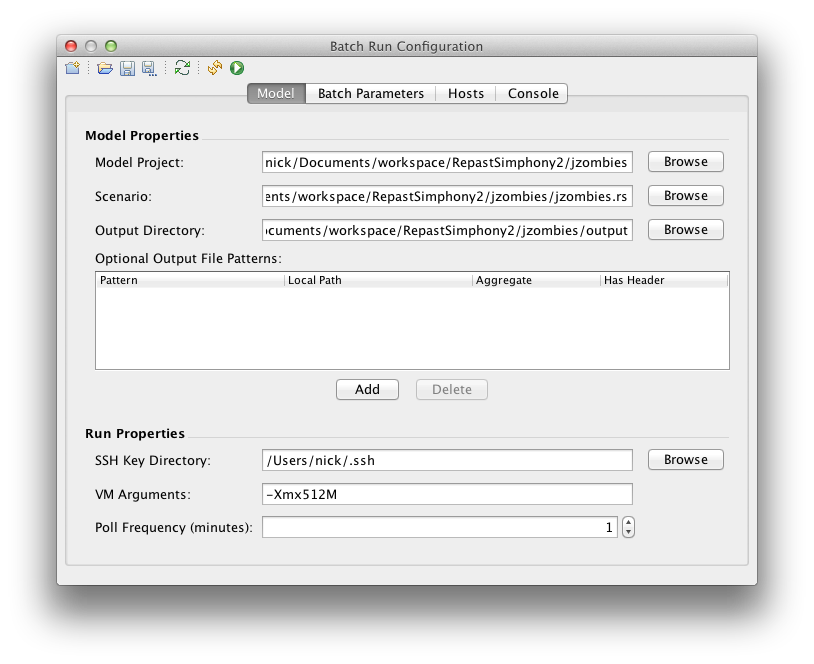 Batch Run Configuration
Model Batch Parameters Hosts Console
Model Properties
Model Project: nick/Documents/workspace/RepastSimphony2/jzombies Browse
Scenario: ents/workspace/RepastSimphony2/jzombies/jzombies.rs Browse
Output Directory: ocuments/workspace/RepastSimphony2/jzombies/output Browse
Optional Output File Patterns:
Pattern Local Path Aggregate Has Header
Add Delete
Run Properties
SSH Key Directory: /Users/nick/.ssh Browse
VM Arguments: -Xmx512M
Poll Frequency (minutes): 1